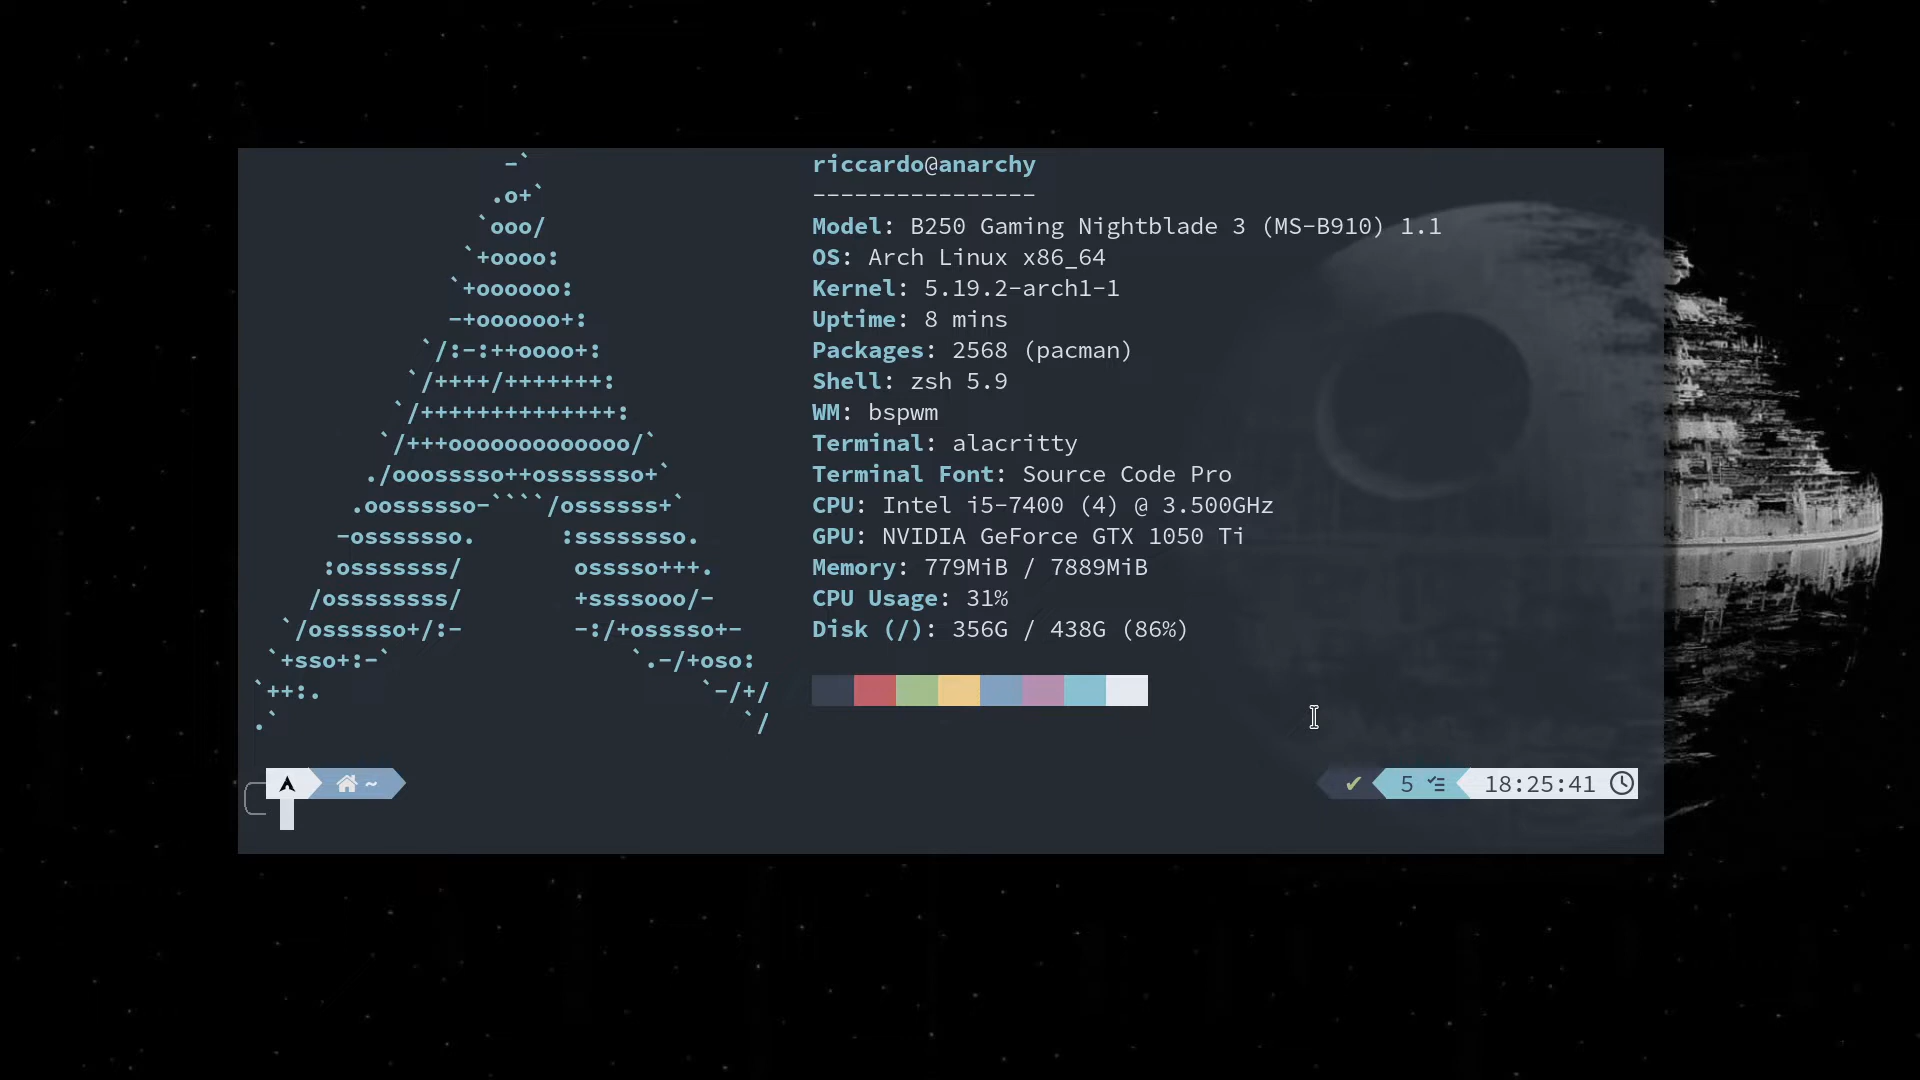 riccardo@anarchy
----------------
Model: B250 Gaming Nightblade 3 (MS-B910) 1.1
OS: Arch Linux x86_64
Kernel: 5.19.2-arch1-1
Uptime: 8 mins
Packages: 2568 (pacman)
Shell: zsh 5.9
WM: bspwm
Terminal: alacritty
Terminal Font: Source Code Pro
CPU: Intel i5-7400 (4) @ 3.500GHz
GPU: NVIDIA GeForce GTX 1050 Ti
Memory: 779MiB / 7889MiB
CPU Usage: 31%
Disk (/): 356G / 438G (86%)
~ ✔ 5 18:25:41